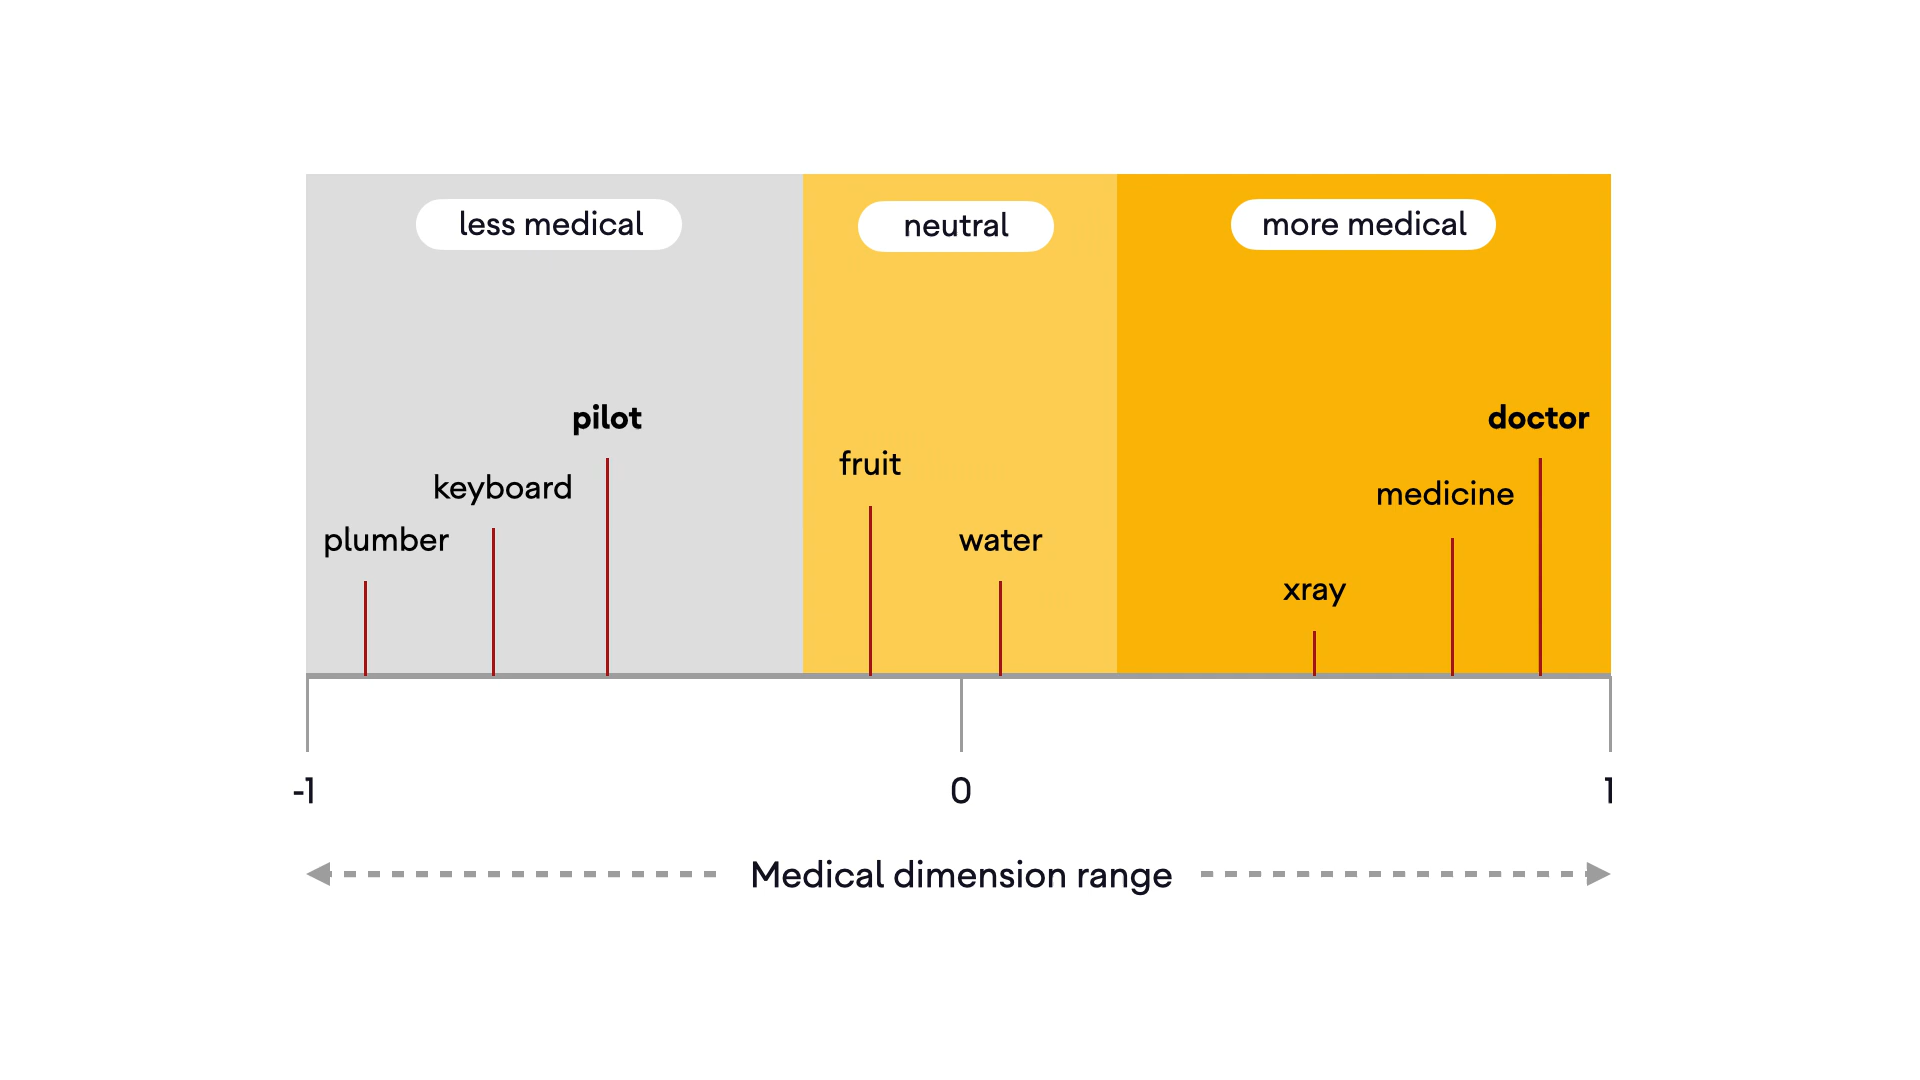 less medical
neutral
more medical
pilot
doctor
fruit
keyboard
medicine
plumber
water
xray
-1
0
1
Medical dimension range